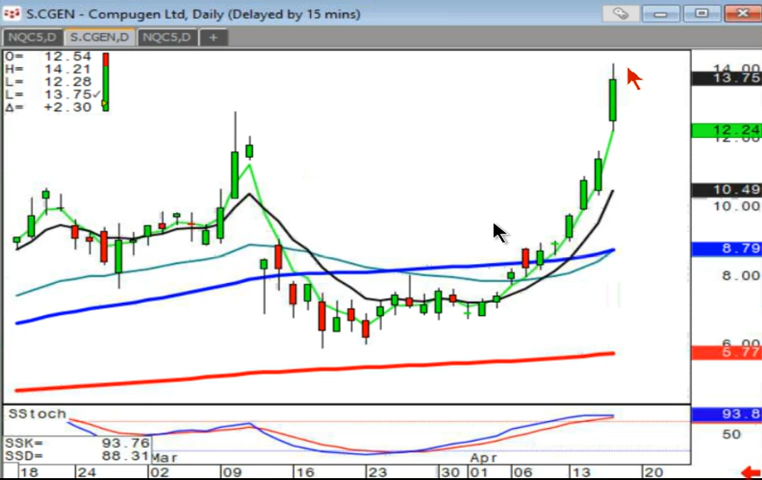 S.CGEN - Compugen Ltd, Daily (Delayed by 15 mins)
NQC5,D S.CGEN,D NQC5,D +
O= 12.54
H= 14.21
L= 12.28
L= 13.75✓
Δ= +2.30
14.00
13.75
12.24
12.00
10.49
10.00
8.79
8.00
6.00
5.77
SStoch
93.8
50
SSK= 93.76
SSD= 88.31
18 24 02 Mar 09 16 23 30 01 Apr 06 13 20